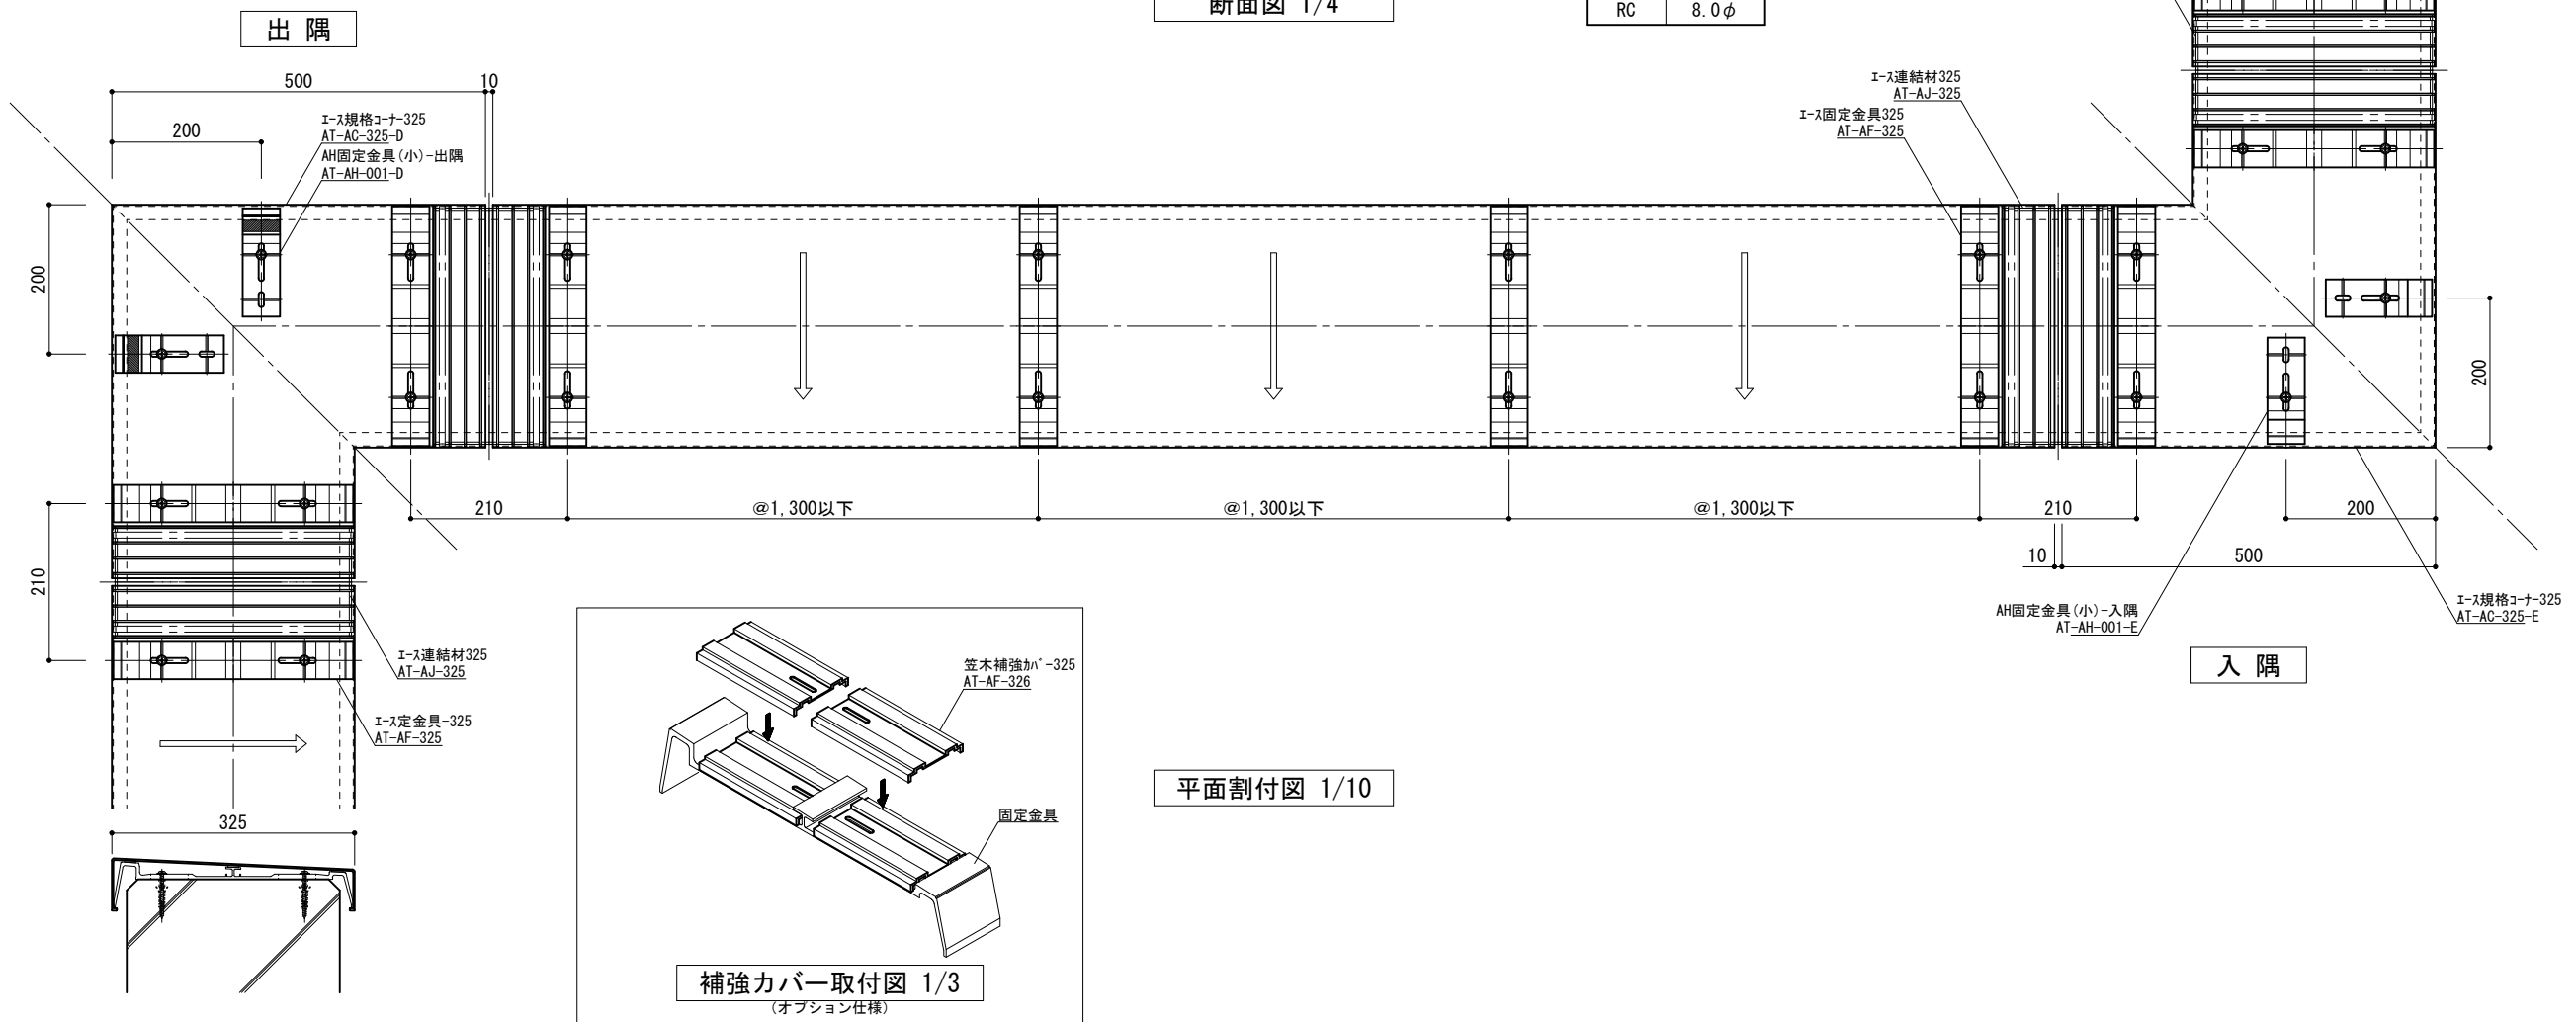 断面図 1/4
RC 8.0φ
出 隅
500
10
200
エース規格コーナー325
AT-AC-325-D
AH固定金具(小)-出隅
AT-AH-001-D
エース連結材325
AT-AJ-325
エース固定金具325
AT-AF-325
200
200
210
@1,300以下
@1,300以下
@1,300以下
210
200
10
500
210
AH固定金具(小)-入隅
AT-AH-001-E
エース規格コーナー325
AT-AC-325-E
入 隅
エース連結材325
AT-AJ-325
エース定金具-325
AT-AF-325
325
笠木補強カバー-325
AT-AF-326
固定金具
補強カバー取付図 1/3
(オプション仕様)
平面割付図 1/10